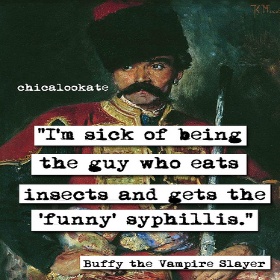 chicalookate
"I'm sick of being
the guy who eats
insects and gets the
'funny' syphillis."
Buffy the Vampire Slayer